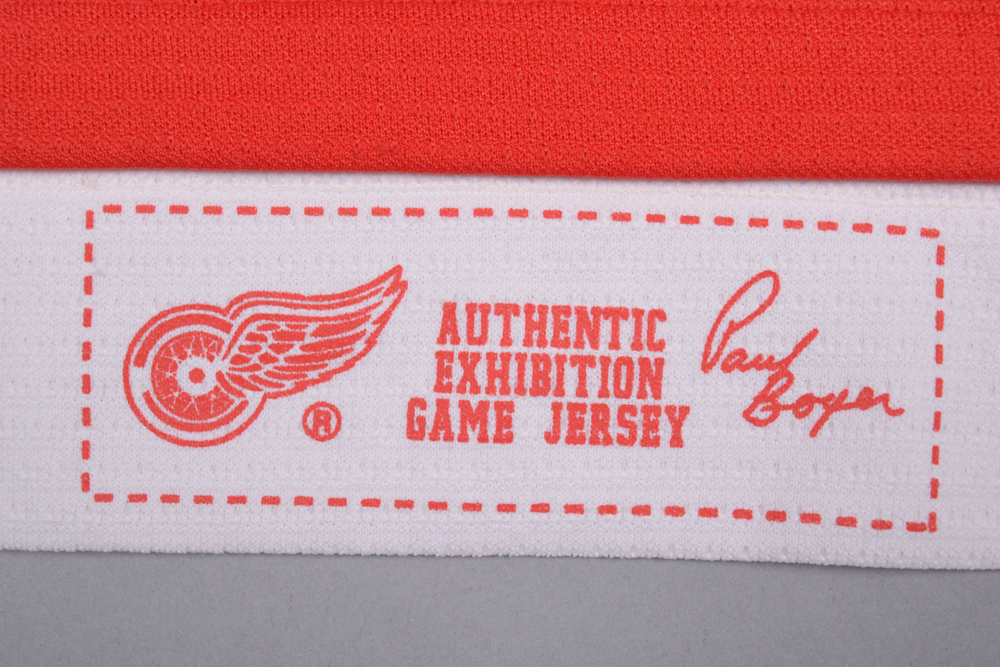 AUTHENTIC
EXHIBITION
GAME JERSEY
®
Paul
Boyer